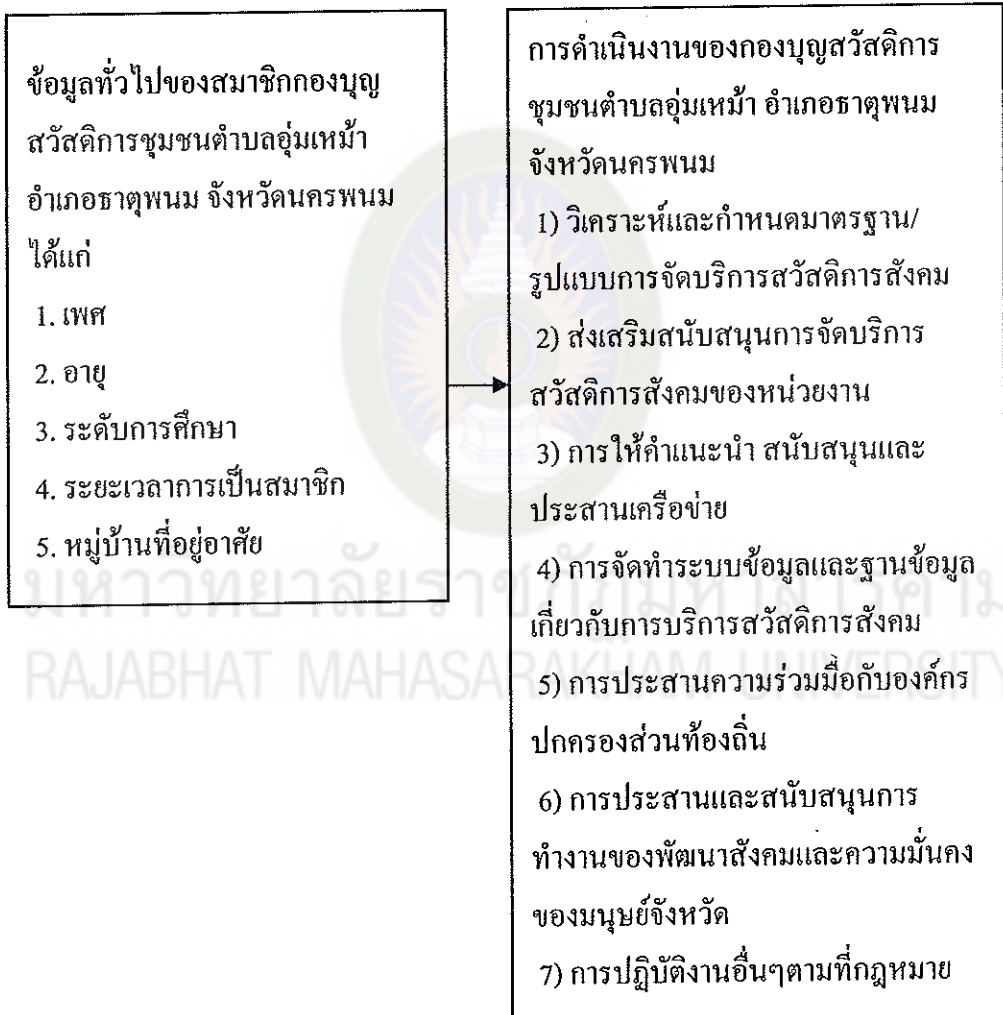 ข้อมูลทั่วไปของสมาชิกกองบุญ
สวัสดิการชุมชนตำบลอุ่มเหม้า
อำเภอธาตุพนม จังหวัดนครพนม
ได้แก่
1. เพศ
2. อายุ
3. ระดับการศึกษา
4. ระยะเวลาการเป็นสมาชิก
5. หมู่บ้านที่อยู่อาศัย
การดำเนินงานของกองบุญสวัสดิการ
ชุมชนตำบลอุ่มเหม้า อำเภอธาตุพนม
จังหวัดนครพนม
1) วิเคราะห์และกำหนดมาตรฐาน/
รูปแบบการจัดบริการสวัสดิการสังคม
2) ส่งเสริมสนับสนุนการจัดบริการ
สวัสดิการสังคมของหน่วยงาน
3) การให้คำแนะนำ สนับสนุนและ
ประสานเครือข่าย
4) การจัดทำระบบข้อมูลและฐานข้อมูล
เกี่ยวกับการบริการสวัสดิการสังคม
5) การประสานความร่วมมือกับองค์กร
ปกครองส่วนท้องถิ่น
6) การประสานและสนับสนุนการ
ทำงานของพัฒนาสังคมและความมั่นคง
ของมนุษย์จังหวัด
7) การปฏิบัติงานอื่นๆตามที่กฎหมาย
มหาวิทยาลัยราชภัฏมหาสารคาม
RAJABHAT MAHASARAKHAM UNIVERSITY